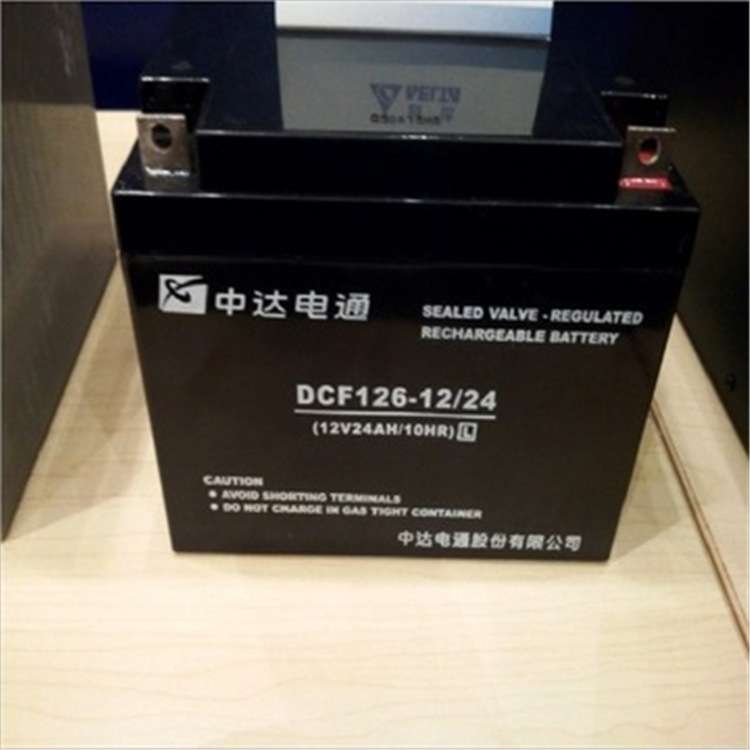 中达电通
SEALED VALVE - REGULATED
RECHARGEABLE BATTERY
DCF126-12/24
(12V24AH/10HR) L
CAUTION
● AVOID SHORTING TERMINALS
● DO NOT CHARGE IN GAS TIGHT CONTAINER
中达电通股份有限公司